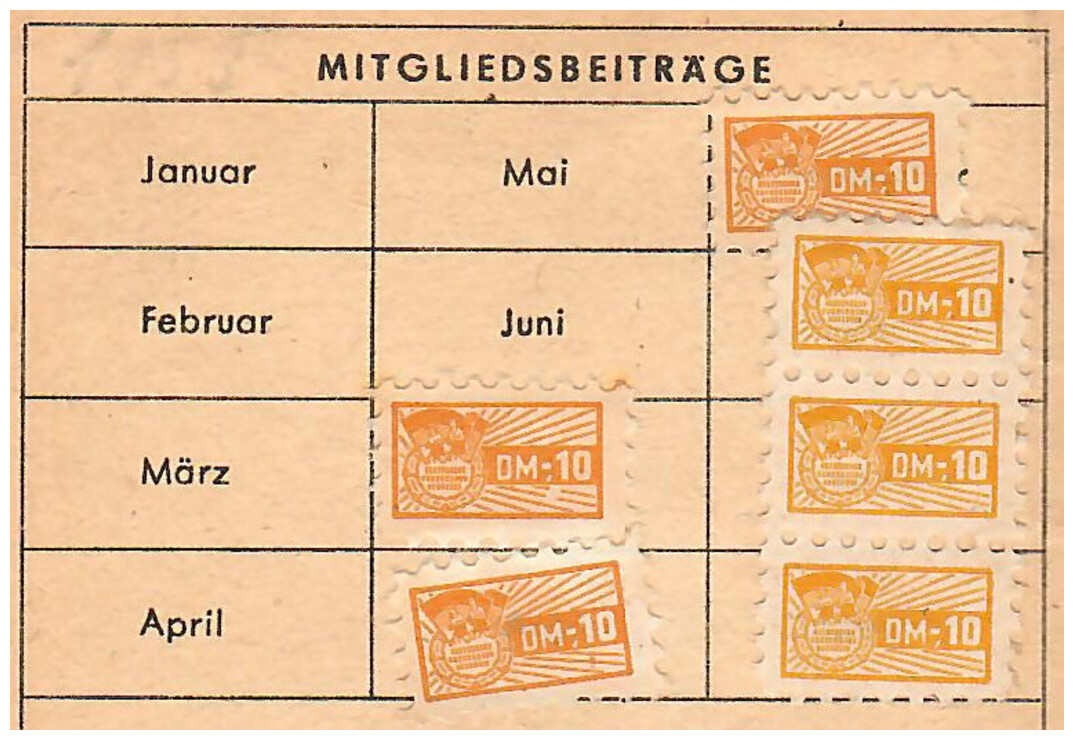 MITGLIEDSBEITRÄGE
Januar Mai DM-,10
Februar Juni DM-,10
März DM-,10 DM-,10
April DM-,10 DM-,10